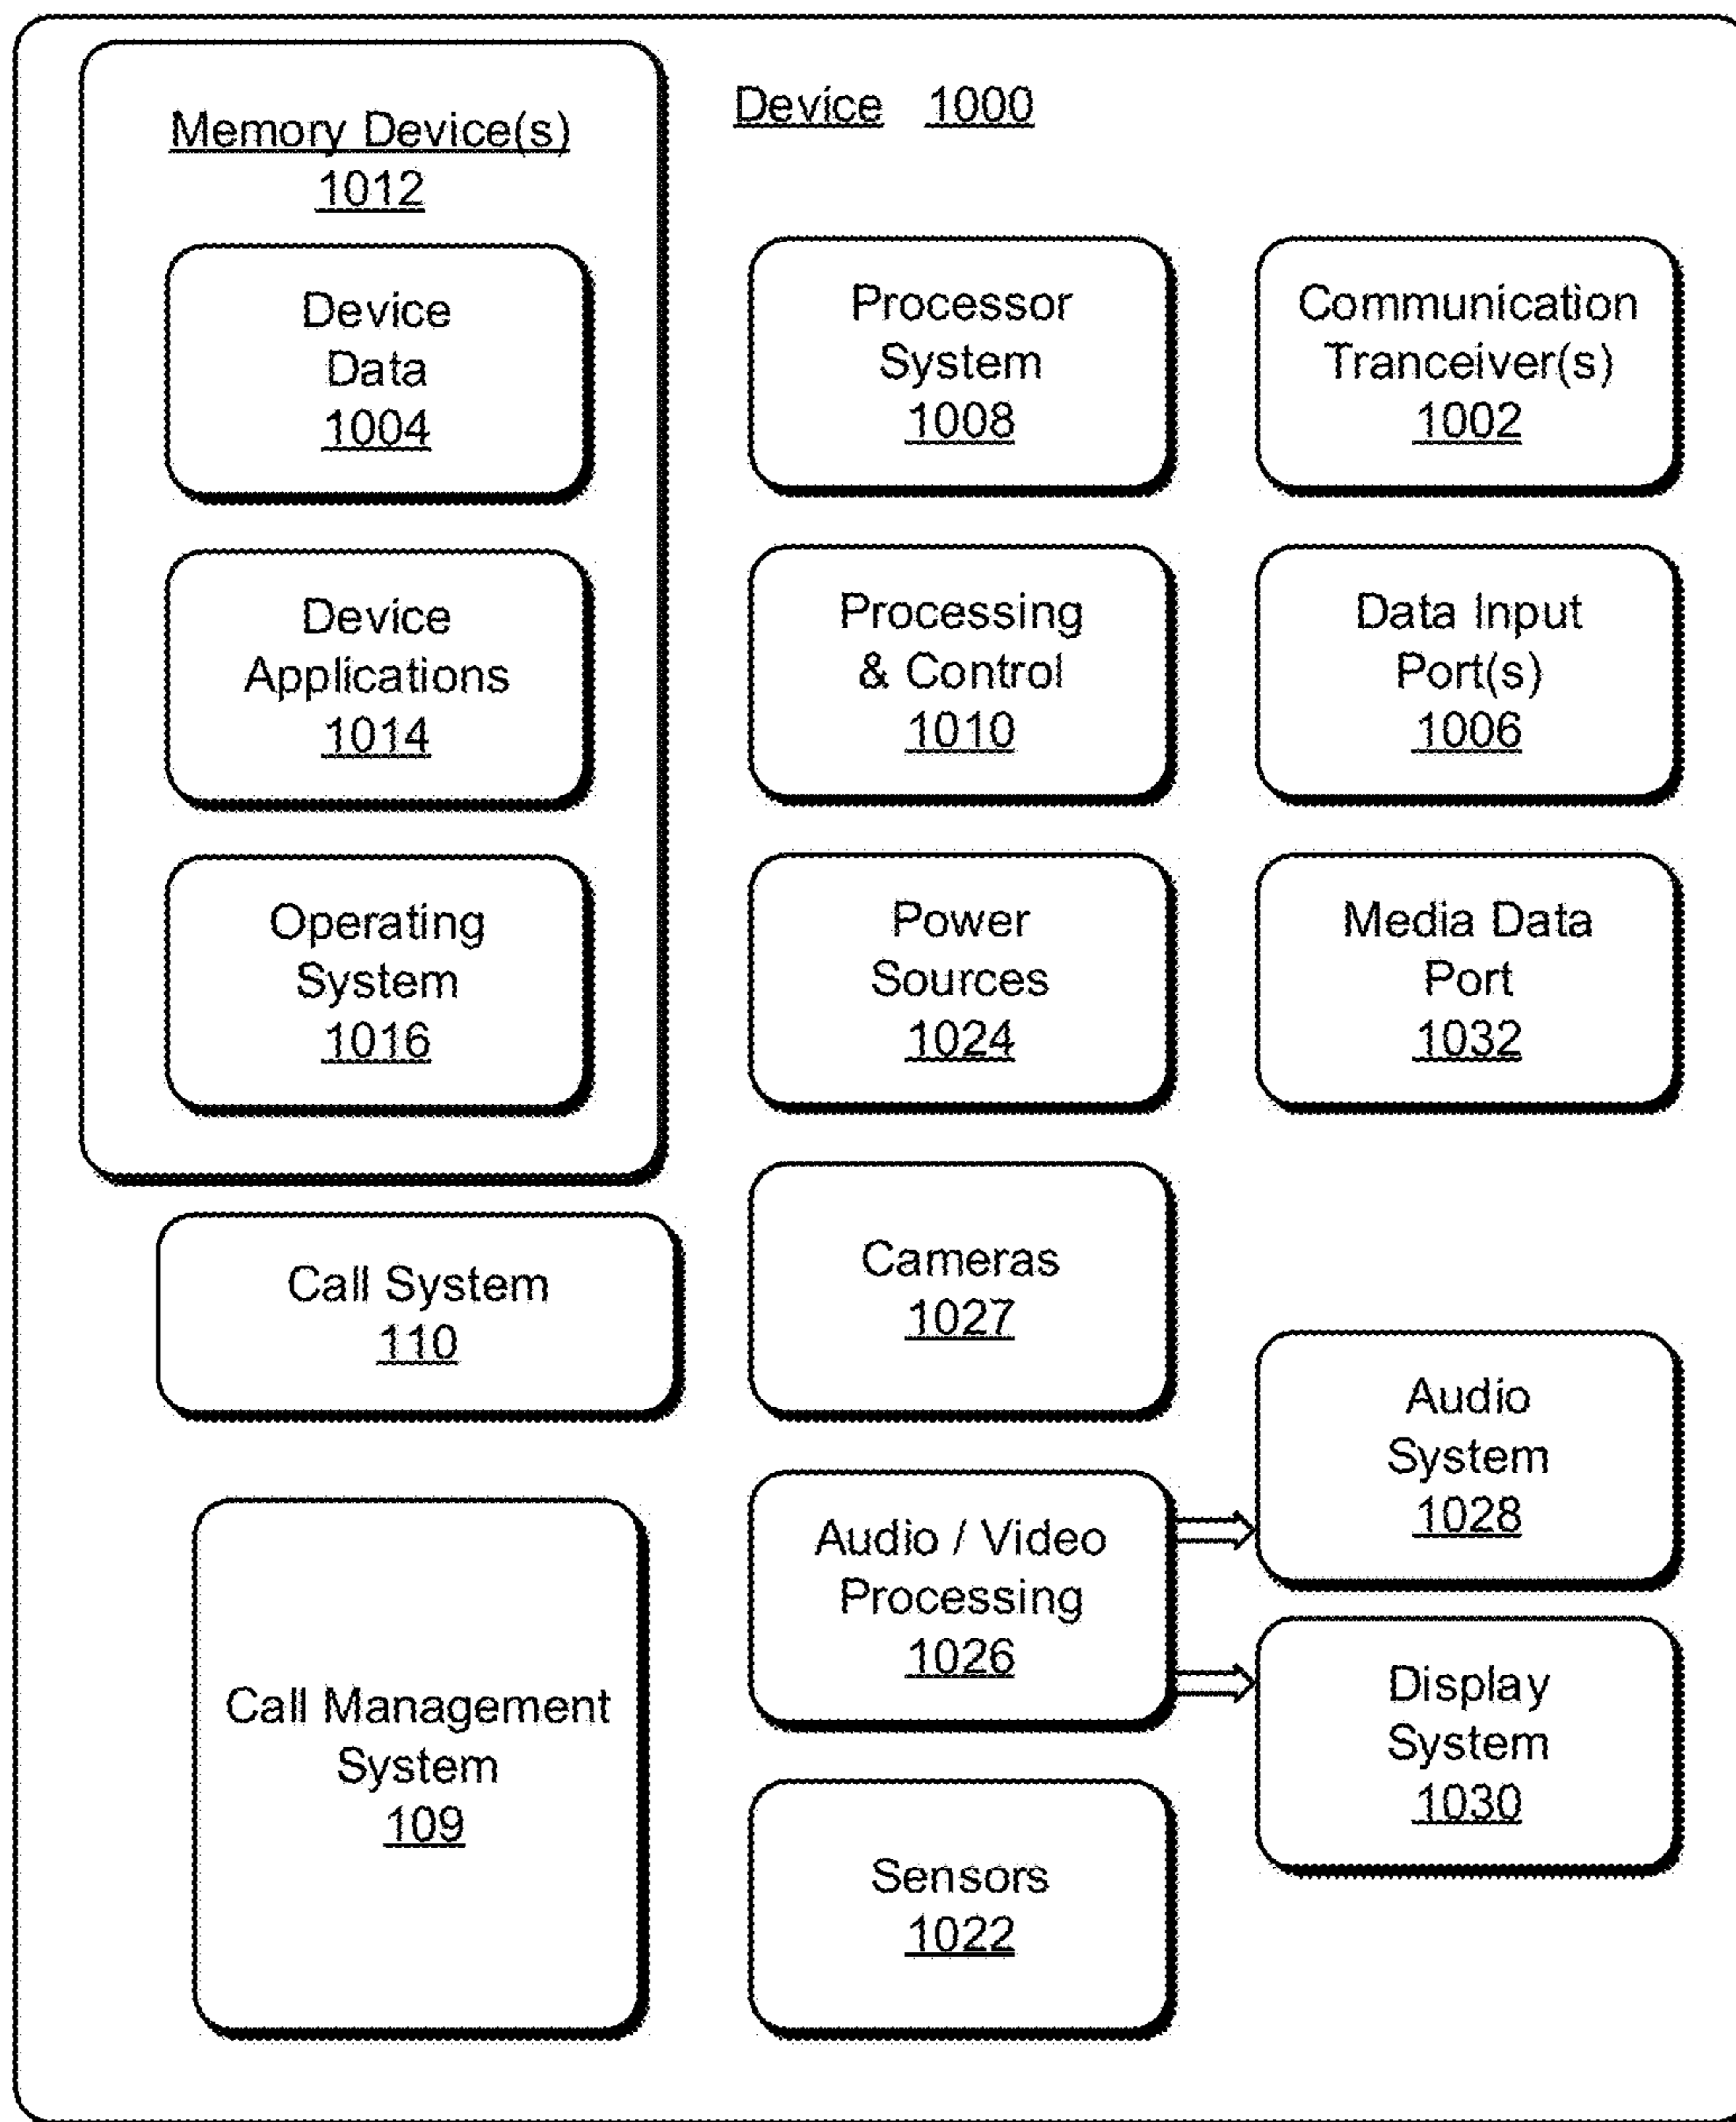 Device 1000
Memory Device(s)
1012
Device
Data
1004
Device
Applications
1014
Operating
System
1016
Call System
110
Call Management
System
109
Processor
System
1008
Processing
& Control
1010
Power
Sources
1024
Cameras
1027
Audio / Video
Processing
1026
Sensors
1022
Communication
Tranceiver(s)
1002
Data Input
Port(s)
1006
Media Data
Port
1032
Audio
System
1028
Display
System
1030